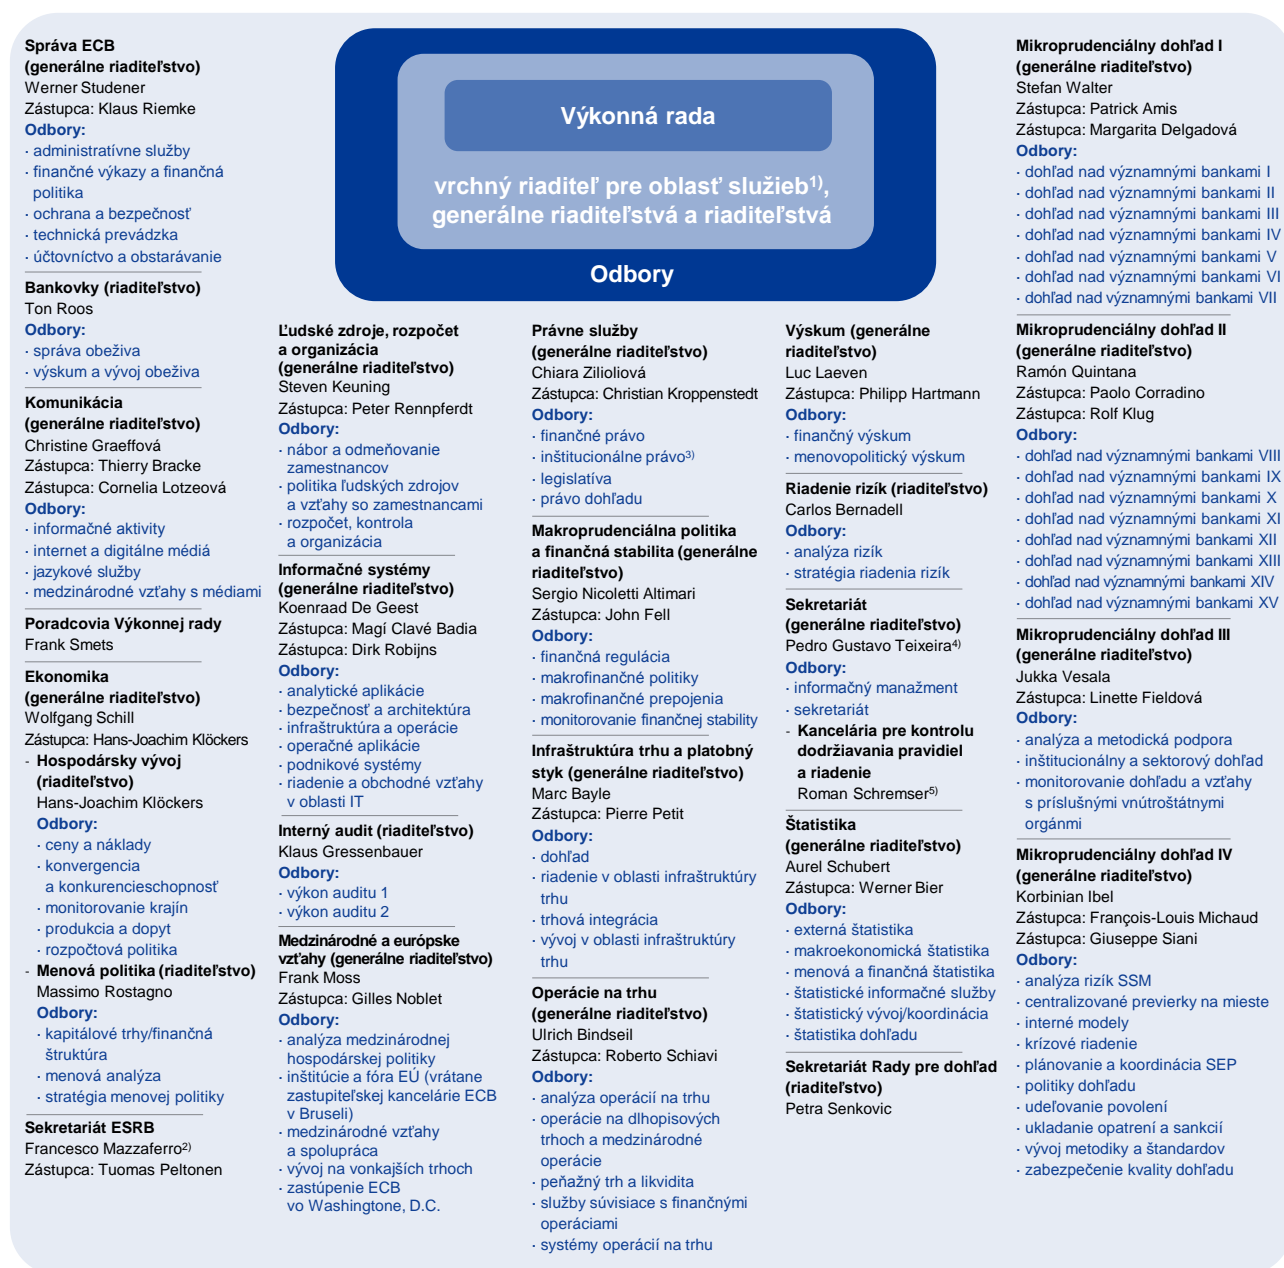 Správa ECB
(generálne riaditeľstvo)
Werner Studener
Zástupca: Klaus Riemke
Odbory:
· administratívne služby
· finančné výkazy a finančná
politika
· ochrana a bezpečnosť
· technická prevádzka
· účtovníctvo a obstarávanie
Bankovky (riaditeľstvo)
Ton Roos
Odbory:
· správa obeživa
· výskum a vývoj obeživa
Komunikácia
(generálne riaditeľstvo)
Christine Graeffová
Zástupca: Thierry Bracke
Zástupca: Cornelia Lotzeová
Odbory:
· informačné aktivity
· internet a digitálne médiá
· jazykové služby
· medzinárodné vzťahy s médiami
Poradcovia Výkonnej rady
Frank Smets
Ekonomika
(generálne riaditeľstvo)
Wolfgang Schill
Zástupca: Hans-Joachim Klöckers
- Hospodársky vývoj
(riaditeľstvo)
Hans-Joachim Klöckers
Odbory:
· ceny a náklady
· konvergencia
a konkurencieschopnosť
· monitorovanie krajín
· produkcia a dopyt
· rozpočtová politika
- Menová politika (riaditeľstvo)
Massimo Rostagno
Odbory:
· kapitálové trhy/finančná
štruktúra
· menová analýza
· stratégia menovej politiky
Sekretariát ESRB
Francesco Mazzaferro2)
Zástupca: Tuomas Peltonen
Výkonná rada
vrchný riaditeľ pre oblasť služieb1),
generálne riaditeľstvá a riaditeľstvá
Odbory
Ľudské zdroje, rozpočet
a organizácia
(generálne riaditeľstvo)
Steven Keuning
Zástupca: Peter Rennpferdt
Odbory:
· nábor a odmeňovanie
zamestnancov
· politika ľudských zdrojov
a vzťahy so zamestnancami
· rozpočet, kontrola
a organizácia
Informačné systémy
(generálne riaditeľstvo)
Koenraad De Geest
Zástupca: Magí Clavé Badia
Zástupca: Dirk Robijns
Odbory:
· analytické aplikácie
· bezpečnosť a architektúra
· infraštruktúra a operácie
· operačné aplikácie
· podnikové systémy
· riadenie a obchodné vzťahy
v oblasti IT
Interný audit (riaditeľstvo)
Klaus Gressenbauer
Odbory:
· výkon auditu 1
· výkon auditu 2
Medzinárodné a európske
vzťahy (generálne riaditeľstvo)
Frank Moss
Zástupca: Gilles Noblet
Odbory:
· analýza medzinárodnej
hospodárskej politiky
· inštitúcie a fóra EÚ (vrátane
zastupiteľskej kancelárie ECB
v Bruseli)
· medzinárodné vzťahy
a spolupráca
· vývoj na vonkajších trhoch
· zastúpenie ECB
vo Washingtone, D.C.
Právne služby
(generálne riaditeľstvo)
Chiara Zilioliová
Zástupca: Christian Kroppenstedt
Odbory:
· finančné právo
· inštitucionálne právo3)
· legislatíva
· právo dohľadu
Makroprudenciálna politika
a finančná stabilita (generálne
riaditeľstvo)
Sergio Nicoletti Altimari
Zástupca: John Fell
Odbory:
· finančná regulácia
· makrofinančné politiky
· makrofinančné prepojenia
· monitorovanie finančnej stability
Infraštruktúra trhu a platobný
styk (generálne riaditeľstvo)
Marc Bayle
Zástupca: Pierre Petit
Odbory:
· dohľad
· riadenie v oblasti infraštruktúry
trhu
· trhová integrácia
· vývoj v oblasti infraštruktúry
trhu
Operácie na trhu
(generálne riaditeľstvo)
Ulrich Bindseil
Zástupca: Roberto Schiavi
Odbory:
· analýza operácií na trhu
· operácie na dlhopisových
trhoch a medzinárodné
operácie
· peňažný trh a likvidita
· služby súvisiace s finančnými
operáciami
· systémy operácií na trhu
Výskum (generálne
riaditeľstvo)
Luc Laeven
Zástupca: Philipp Hartmann
Odbory:
· finančný výskum
· menovopolitický výskum
Riadenie rizík (riaditeľstvo)
Carlos Bernadell
Odbory:
· analýza rizík
· stratégia riadenia rizík
Sekretariát
(generálne riaditeľstvo)
Pedro Gustavo Teixeira4)
Odbory:
· informačný manažment
· sekretariát
- Kancelária pre kontrolu
dodržiavania pravidiel
a riadenie
Roman Schremser5)
Štatistika
(generálne riaditeľstvo)
Aurel Schubert
Zástupca: Werner Bier
Odbory:
· externá štatistika
· makroekonomická štatistika
· menová a finančná štatistika
· štatistické informačné služby
· štatistický vývoj/koordinácia
· štatistika dohľadu
Sekretariát Rady pre dohľad
(riaditeľstvo)
Petra Senkovic
Mikroprudenciálny dohľad I
(generálne riaditeľstvo)
Stefan Walter
Zástupca: Patrick Amis
Zástupca: Margarita Delgadová
Odbory:
· dohľad nad významnými bankami I
· dohľad nad významnými bankami II
· dohľad nad významnými bankami III
· dohľad nad významnými bankami IV
· dohľad nad významnými bankami V
· dohľad nad významnými bankami VI
· dohľad nad významnými bankami VII
Mikroprudenciálny dohľad II
(generálne riaditeľstvo)
Ramón Quintana
Zástupca: Paolo Corradino
Zástupca: Rolf Klug
Odbory:
· dohľad nad významnými bankami VIII
· dohľad nad významnými bankami IX
· dohľad nad významnými bankami X
· dohľad nad významnými bankami XI
· dohľad nad významnými bankami XII
· dohľad nad významnými bankami XIII
· dohľad nad významnými bankami XIV
· dohľad nad významnými bankami XV
Mikroprudenciálny dohľad III
(generálne riaditeľstvo)
Jukka Vesala
Zástupca: Linette Fieldová
Odbory:
· analýza a metodická podpora
· inštitucionálny a sektorový dohľad
· monitorovanie dohľadu a vzťahy
s príslušnými vnútroštátnymi
orgánmi
Mikroprudenciálny dohľad IV
(generálne riaditeľstvo)
Korbinian Ibel
Zástupca: François-Louis Michaud
Zástupca: Giuseppe Siani
Odbory:
· analýza rizík SSM
· centralizované previerky na mieste
· interné modely
· krízové riadenie
· plánovanie a koordinácia SEP
· politiky dohľadu
· udeľovanie povolení
· ukladanie opatrení a sankcií
· vývoj metodiky a štandardov
· zabezpečenie kvality dohľadu